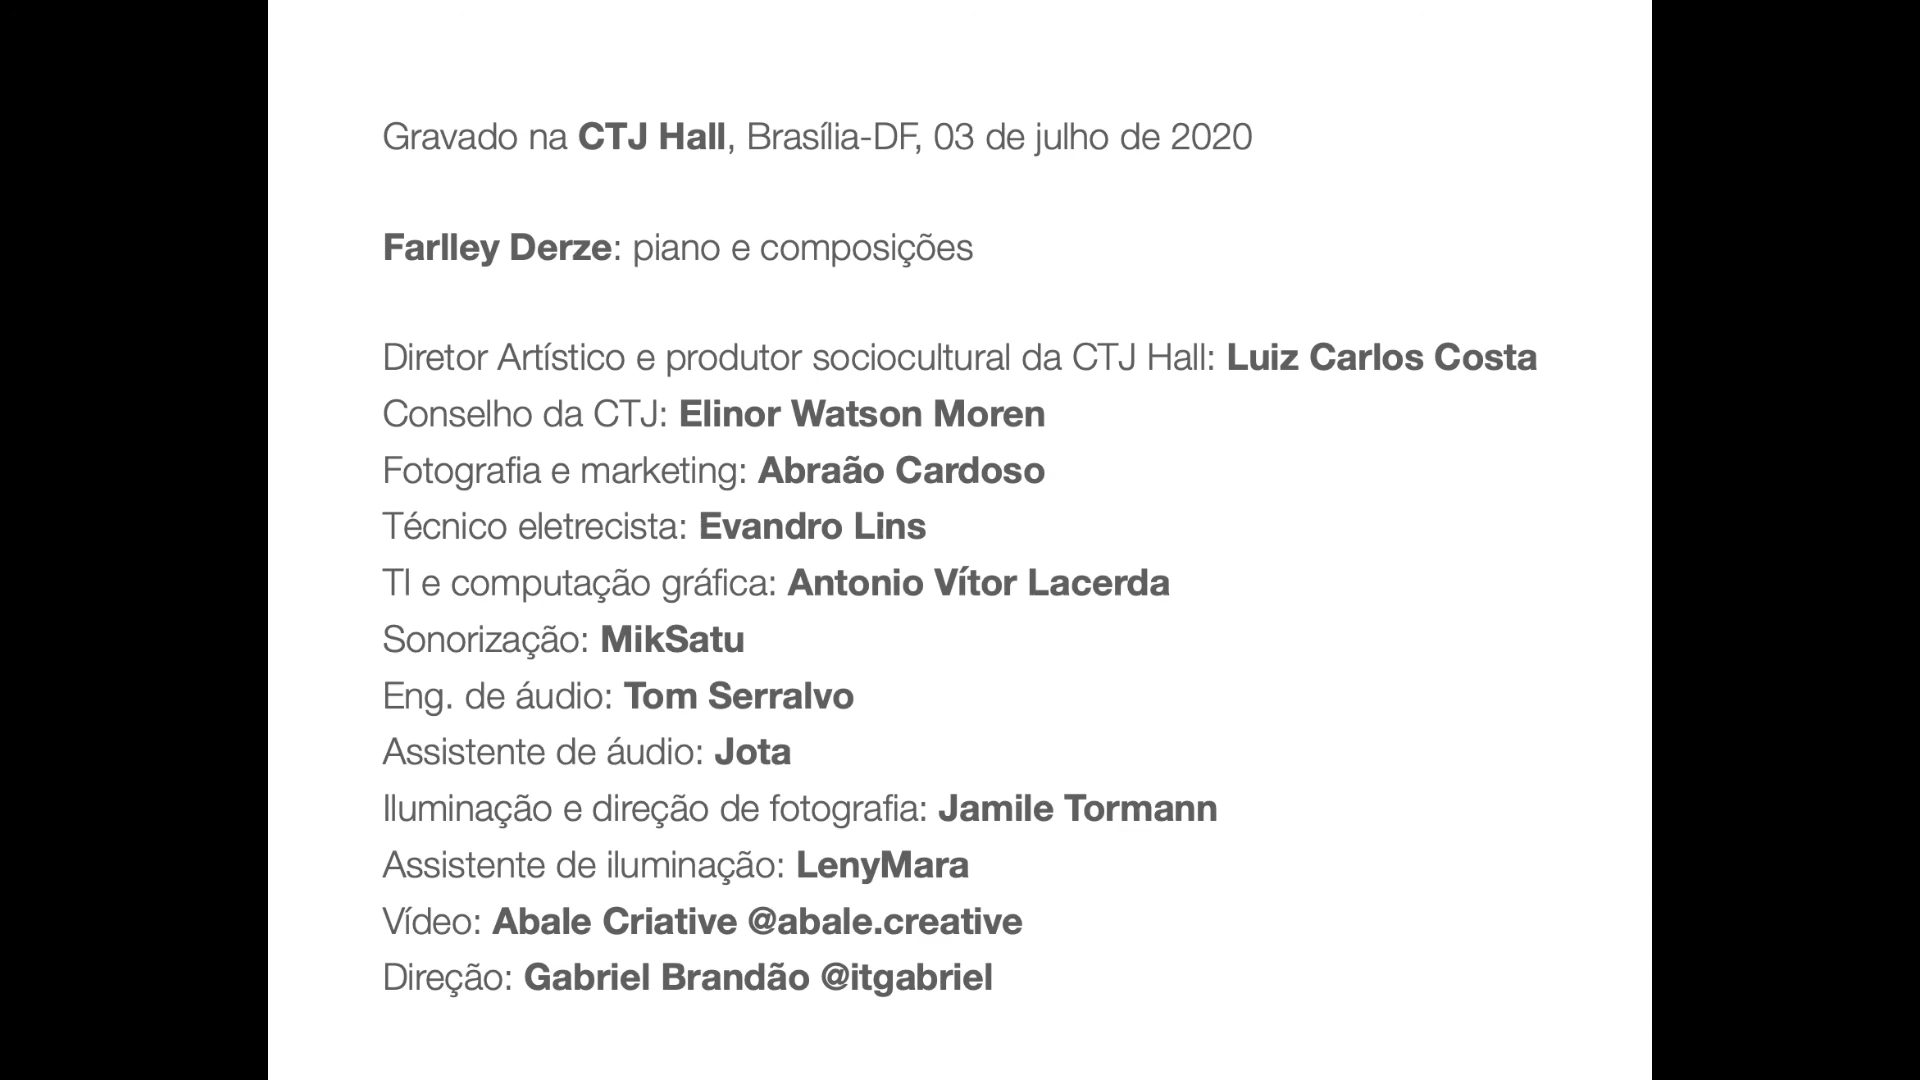 Gravado na CTJ Hall, Brasília-DF, 03 de julho de 2020
Farlley Derze: piano e composições
Diretor Artístico e produtor sociocultural da CTJ Hall: Luiz Carlos Costa
Conselho da CTJ: Elinor Watson Moren
Fotografia e marketing: Abraão Cardoso
Técnico eletrecista: Evandro Lins
TI e computação gráfica: Antonio Vítor Lacerda
Sonorização: MikSatu
Eng. de áudio: Tom Serralvo
Assistente de áudio: Jota
Iluminação e direção de fotografia: Jamile Tormann
Assistente de iluminação: LenyMara
Vídeo: Abale Criative @abale.creative
Direção: Gabriel Brandão @itgabriel